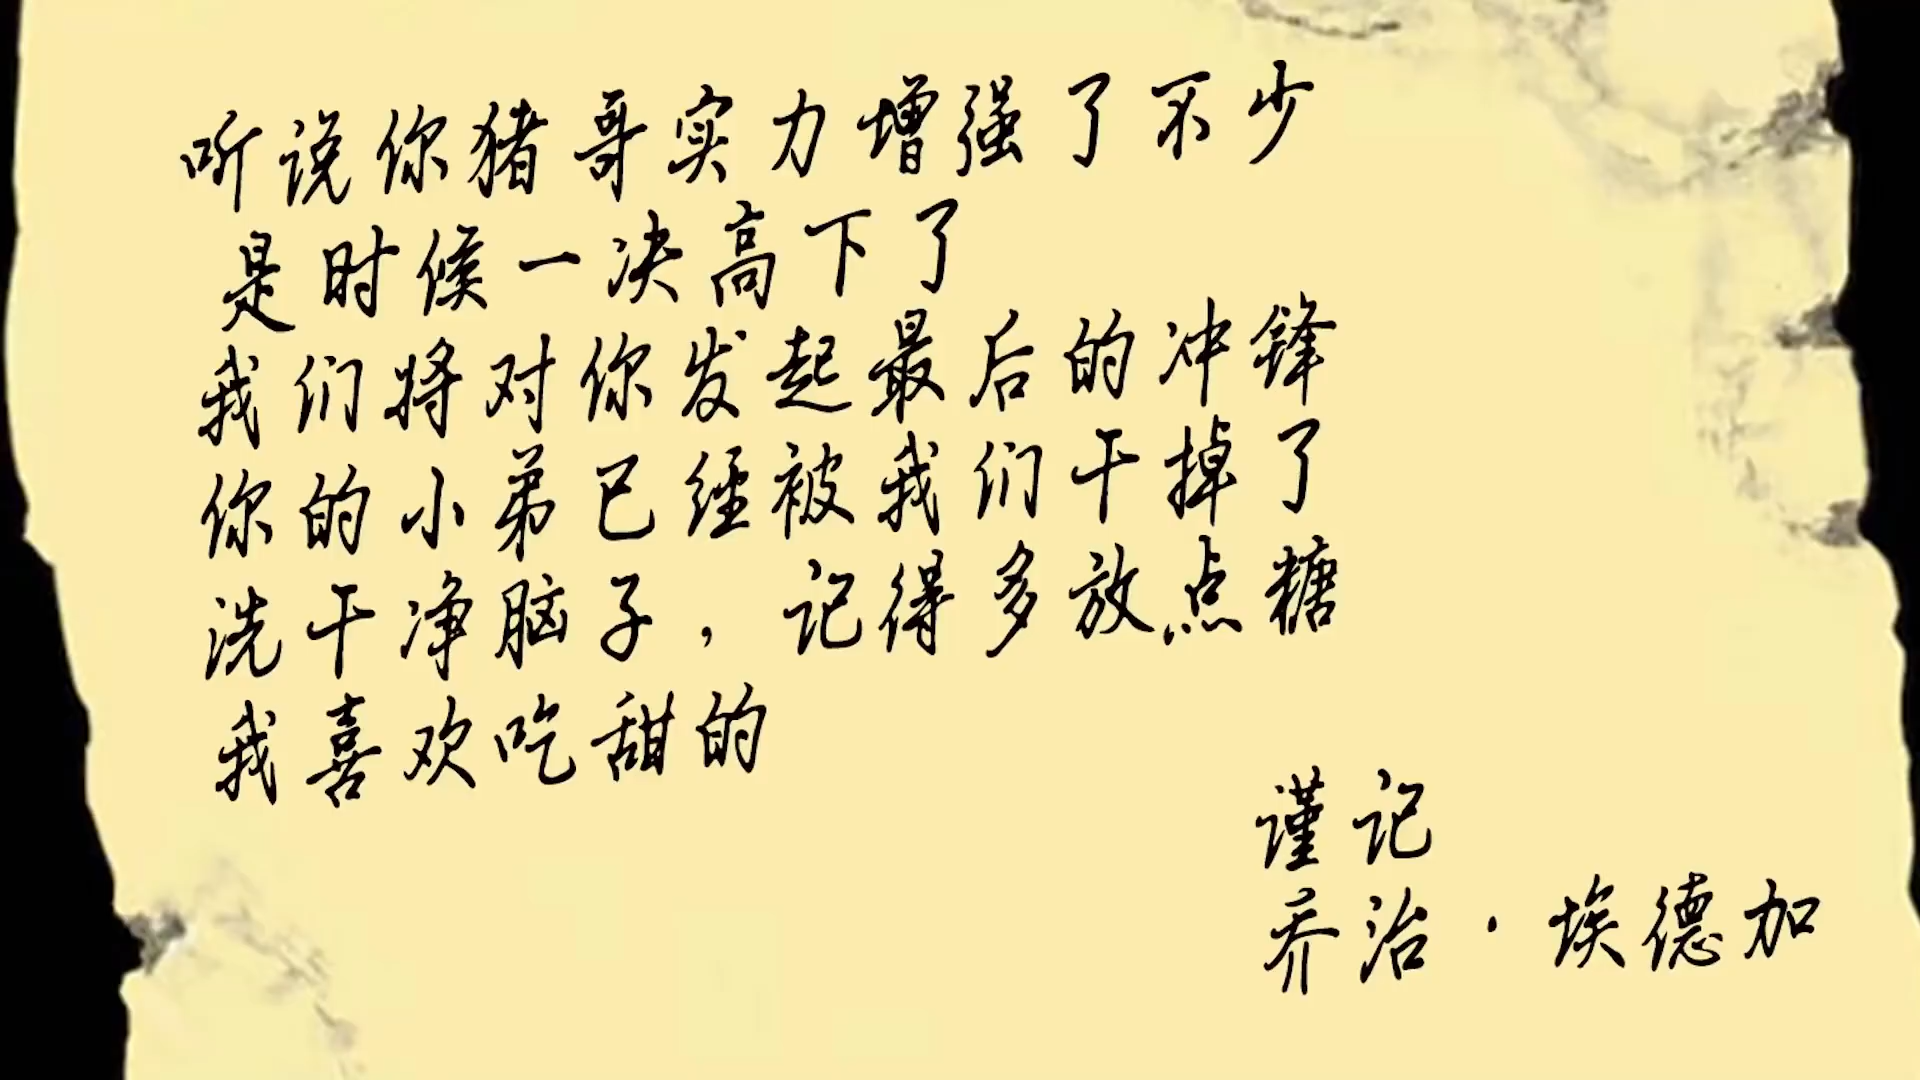 听说你猪哥实力增强了不少
是时候一决高下了
我们将对你发起最后的冲锋
你的小弟已经被我们干掉了
洗干净脑子，记得多放点糖
我喜欢吃甜的
谨记
乔治·埃德加